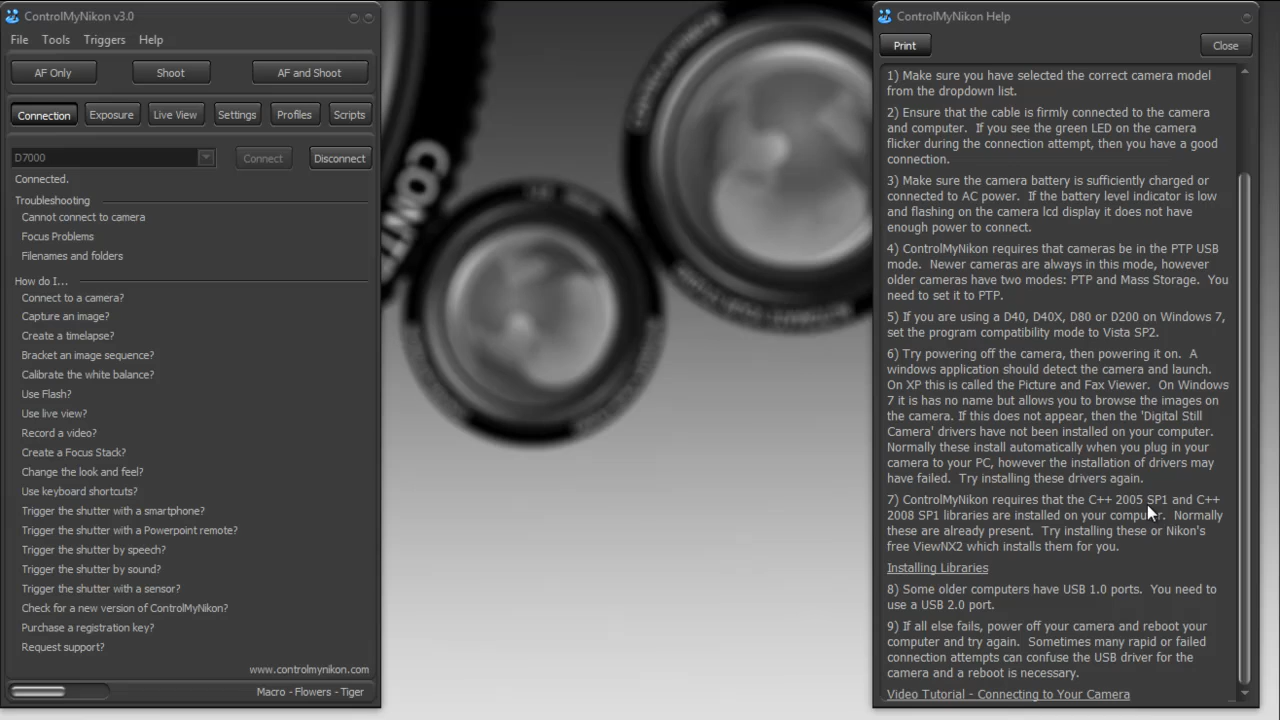 ControlMyNikon v3.0
File Tools Triggers Help
AF Only Shoot AF and Shoot
Connection Exposure Live View Settings Profiles Scripts
D7000 Connect Disconnect
Connected.
Troubleshooting
Cannot connect to camera
Focus Problems
Filenames and folders
How do I...
Connect to a camera?
Capture an image?
Create a timelapse?
Bracket an image sequence?
Calibrate the white balance?
Use Flash?
Use live view?
Record a video?
Create a Focus Stack?
Change the look and feel?
Use keyboard shortcuts?
Trigger the shutter with a smartphone?
Trigger the shutter with a Powerpoint remote?
Trigger the shutter by speech?
Trigger the shutter by sound?
Trigger the shutter with a sensor?
Check for a new version of ControlMyNikon?
Purchase a registration key?
Request support?
www.controlmynikon.com
Macro - Flowers - Tiger
ControlMyNikon Help
Print Close
1) Make sure you have selected the correct camera model
from the dropdown list.
2) Ensure that the cable is firmly connected to the camera
and computer. If you see the green LED on the camera
flicker during the connection attempt, then you have a good
connection.
3) Make sure the camera battery is sufficiently charged or
connected to AC power. If the battery level indicator is low
and flashing on the camera lcd display it does not have
enough power to connect.
4) ControlMyNikon requires that cameras be in the PTP USB
mode. Newer cameras are always in this mode, however
older cameras have two modes: PTP and Mass Storage. You
need to set it to PTP.
5) If you are using a D40, D40X, D80 or D200 on Windows 7,
set the program compatibility mode to Vista SP2.
6) Try powering off the camera, then powering it on. A
windows application should detect the camera and launch.
On XP this is called the Picture and Fax Viewer. On Windows
7 it is has no name but allows you to browse the images on
the camera. If this does not appear, then the 'Digital Still
Camera' drivers have not been installed on your computer.
Normally these install automatically when you plug in your
camera to your PC, however the installation of drivers may
have failed. Try installing these drivers again.
7) ControlMyNikon requires that the C++ 2005 SP1 and C++
2008 SP1 libraries are installed on your computer. Normally
these are already present. Try installing these or Nikon's
free ViewNX2 which installs them for you.
Installing Libraries
8) Some older computers have USB 1.0 ports. You need to
use a USB 2.0 port.
9) If all else fails, power off your camera and reboot your
computer and try again. Sometimes many rapid or failed
connection attempts can confuse the USB driver for the
camera and a reboot is necessary.
Video Tutorial - Connecting to Your Camera